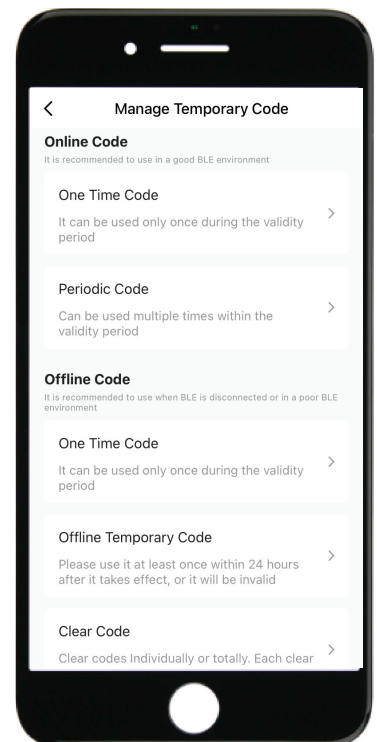 Manage Temporary Code
Online Code
It is recommended to use in a good BLE environment
One Time Code
It can be used only once during the validity
period
Periodic Code
Can be used multiple times within the
validity period
Offline Code
It is recommended to use when BLE is disconnected or in a poor BLE
environment
One Time Code
It can be used only once during the validity
period
Offline Temporary Code
Please use it at least once within 24 hours
after it takes effect, or it will be invalid
Clear Code
Clear codes Individually or totally. Each clear